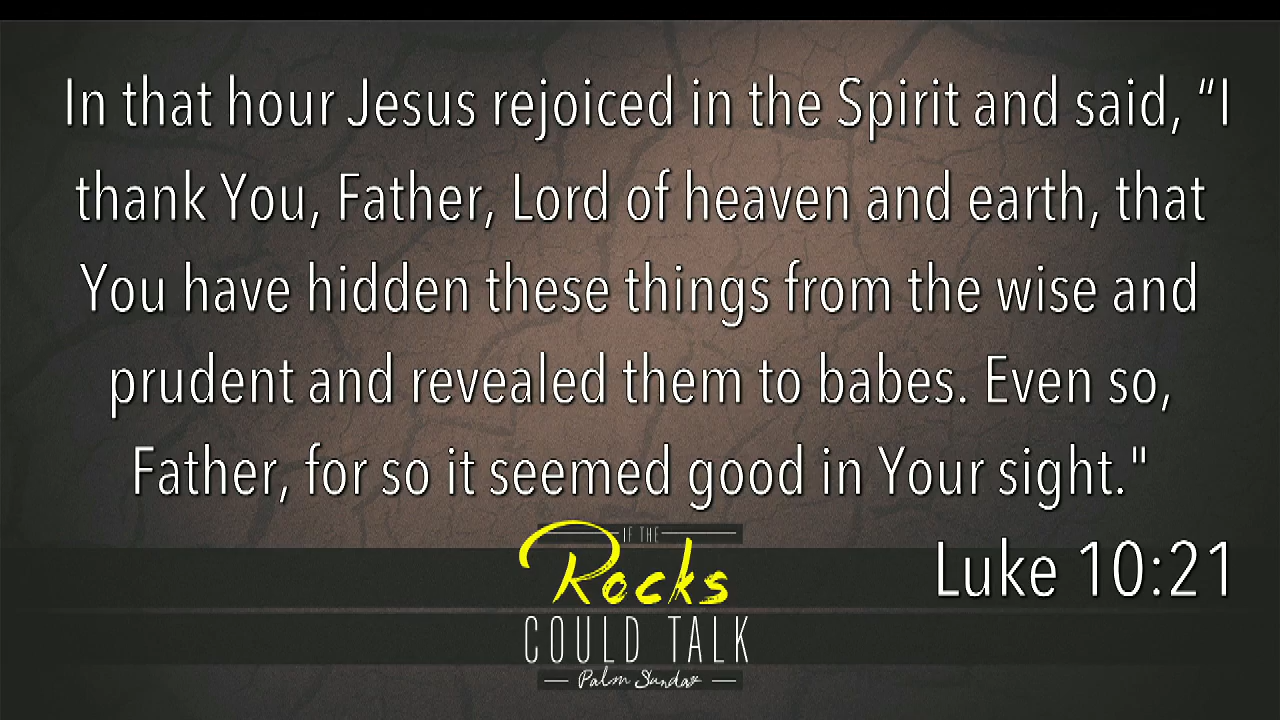 In that hour Jesus rejoiced in the Spirit and said, “I
thank You, Father, Lord of heaven and earth, that
You have hidden these things from the wise and
prudent and revealed them to babes. Even so,
Father, for so it seemed good in Your sight."
Luke 10:21
IF THE
Rocks
COULD TALK
Palm Sunday